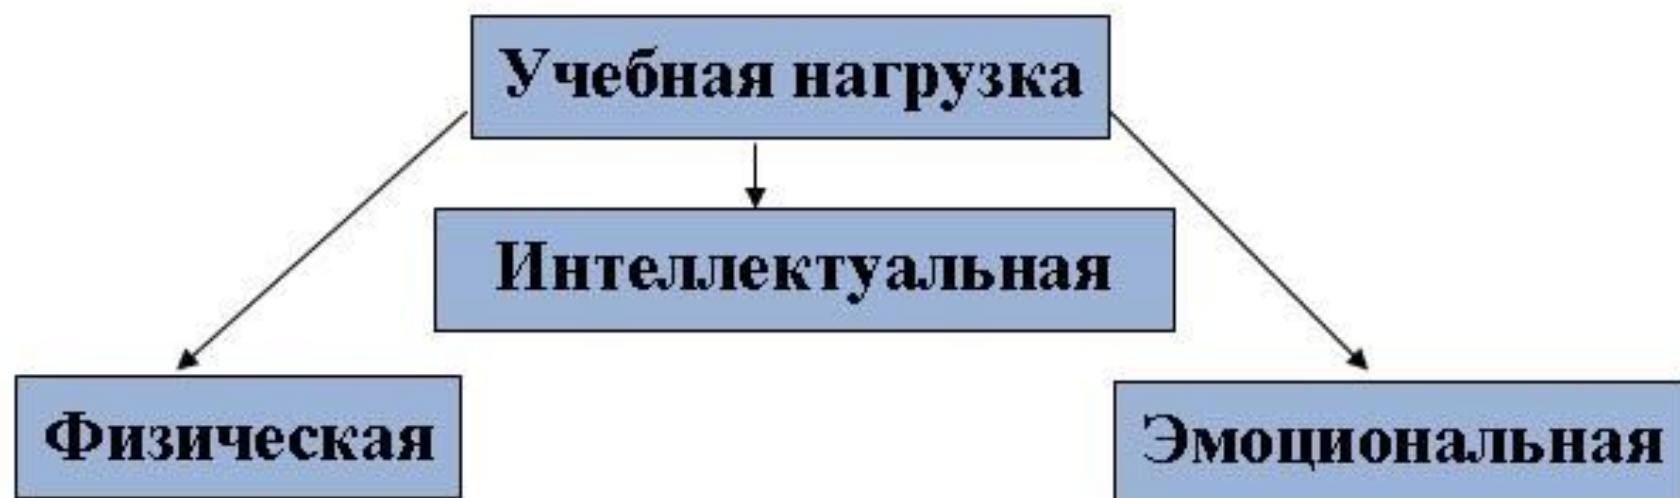 Учебная нагрузка
Интеллектуальная
Физическая
Эмоциональная